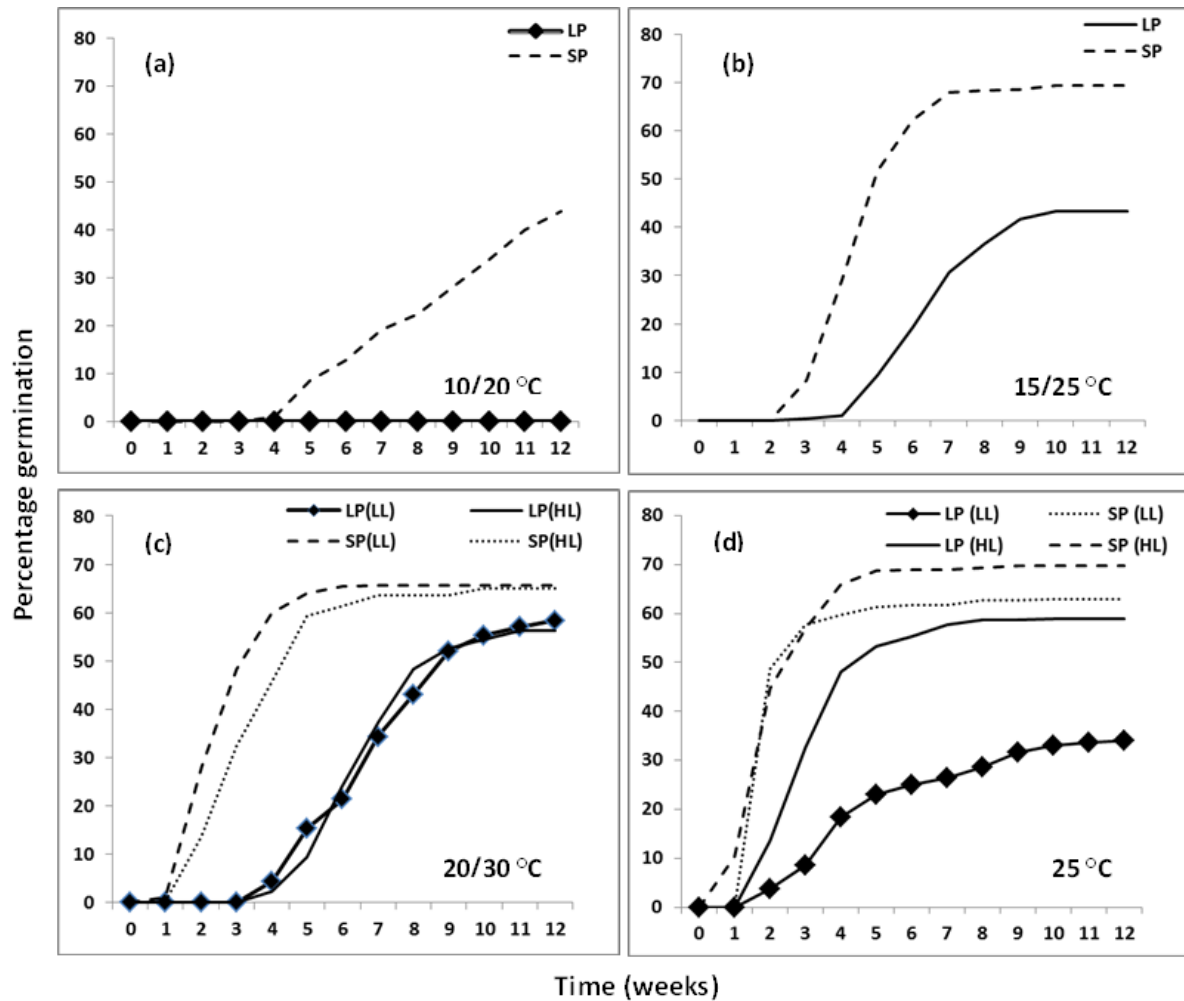 Percentage germination
(a)
LP
SP
80
70
60
50
40
30
20
10
0
0 1 2 3 4 5 6 7 8 9 10 11 12
10/20 °C
(b)
LP
SP
80
70
60
50
40
30
20
10
0
0 1 2 3 4 5 6 7 8 9 10 11 12
15/25 °C
(c)
LP(LL) LP(HL)
SP(LL) SP(HL)
80
70
60
50
40
30
20
10
0
0 1 2 3 4 5 6 7 8 9 10 11 12
20/30 °C
(d)
LP (LL) SP (LL)
LP (HL) SP (HL)
80
70
60
50
40
30
20
10
0
0 1 2 3 4 5 6 7 8 9 10 11 12
25 °C
Time (weeks)